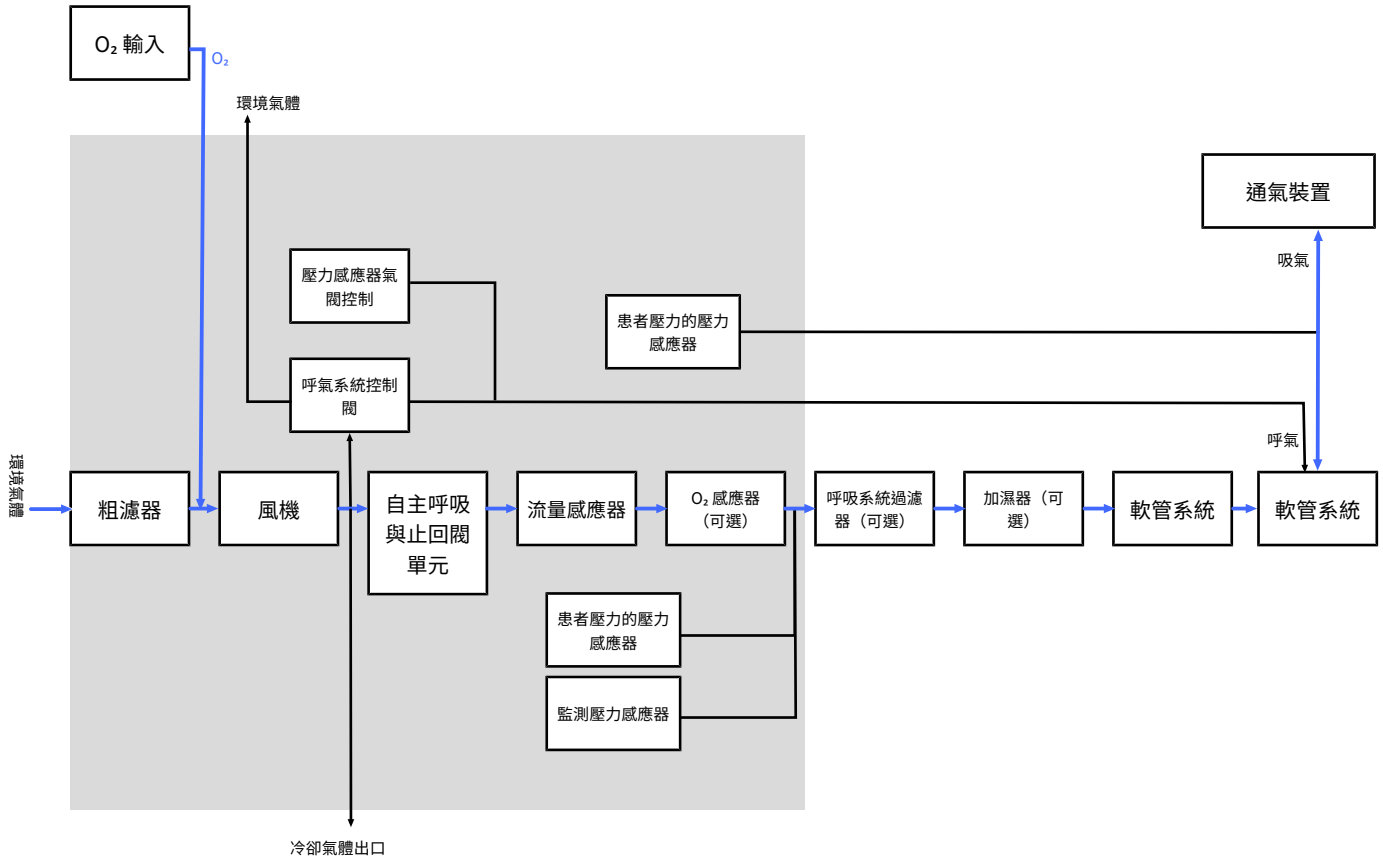 O₂ 輸入
O₂
環境氣體
通氣裝置
吸氣
壓力感應器氣
閥控制
患者壓力的壓力
感應器
呼氣系統控制
閥
呼氣
環境氣體
粗濾器
風機
自主呼吸
與止回閥
單元
流量感應器
O₂ 感應器
（可選）
呼吸系統過濾
器（可選）
加濕器（可
選）
軟管系統
軟管系統
患者壓力的壓力
感應器
監測壓力感應器
冷卻氣體出口